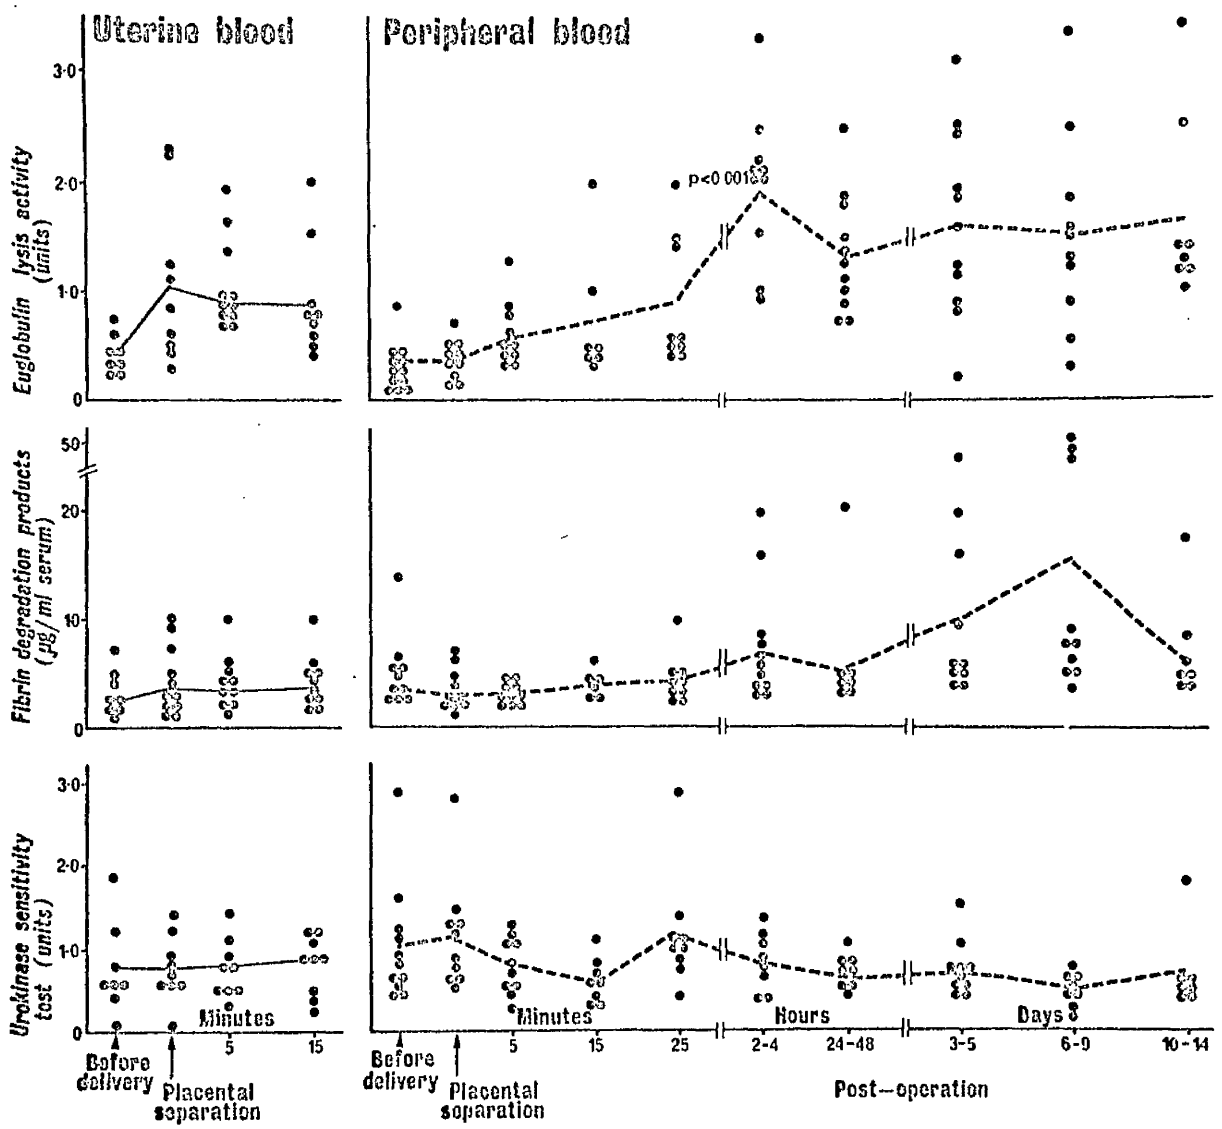 Uterine blood
Peripheral blood
Euglobulin lysis activity
(units)
3·0
2·0
1·0
0
p<0 001
Fibrin degradation products
(µg/ml serum)
50
20
10
0
Urokinase sensitivity
test (units)
3·0
2·0
1·0
0
Minutes
5
15
Before
delivery
Placental
separation
Minutes
Hours
Days
5
15
25
2-4
24-48
3-5
6-9
10-14
Before
delivery
Placental
separation
Post-operation